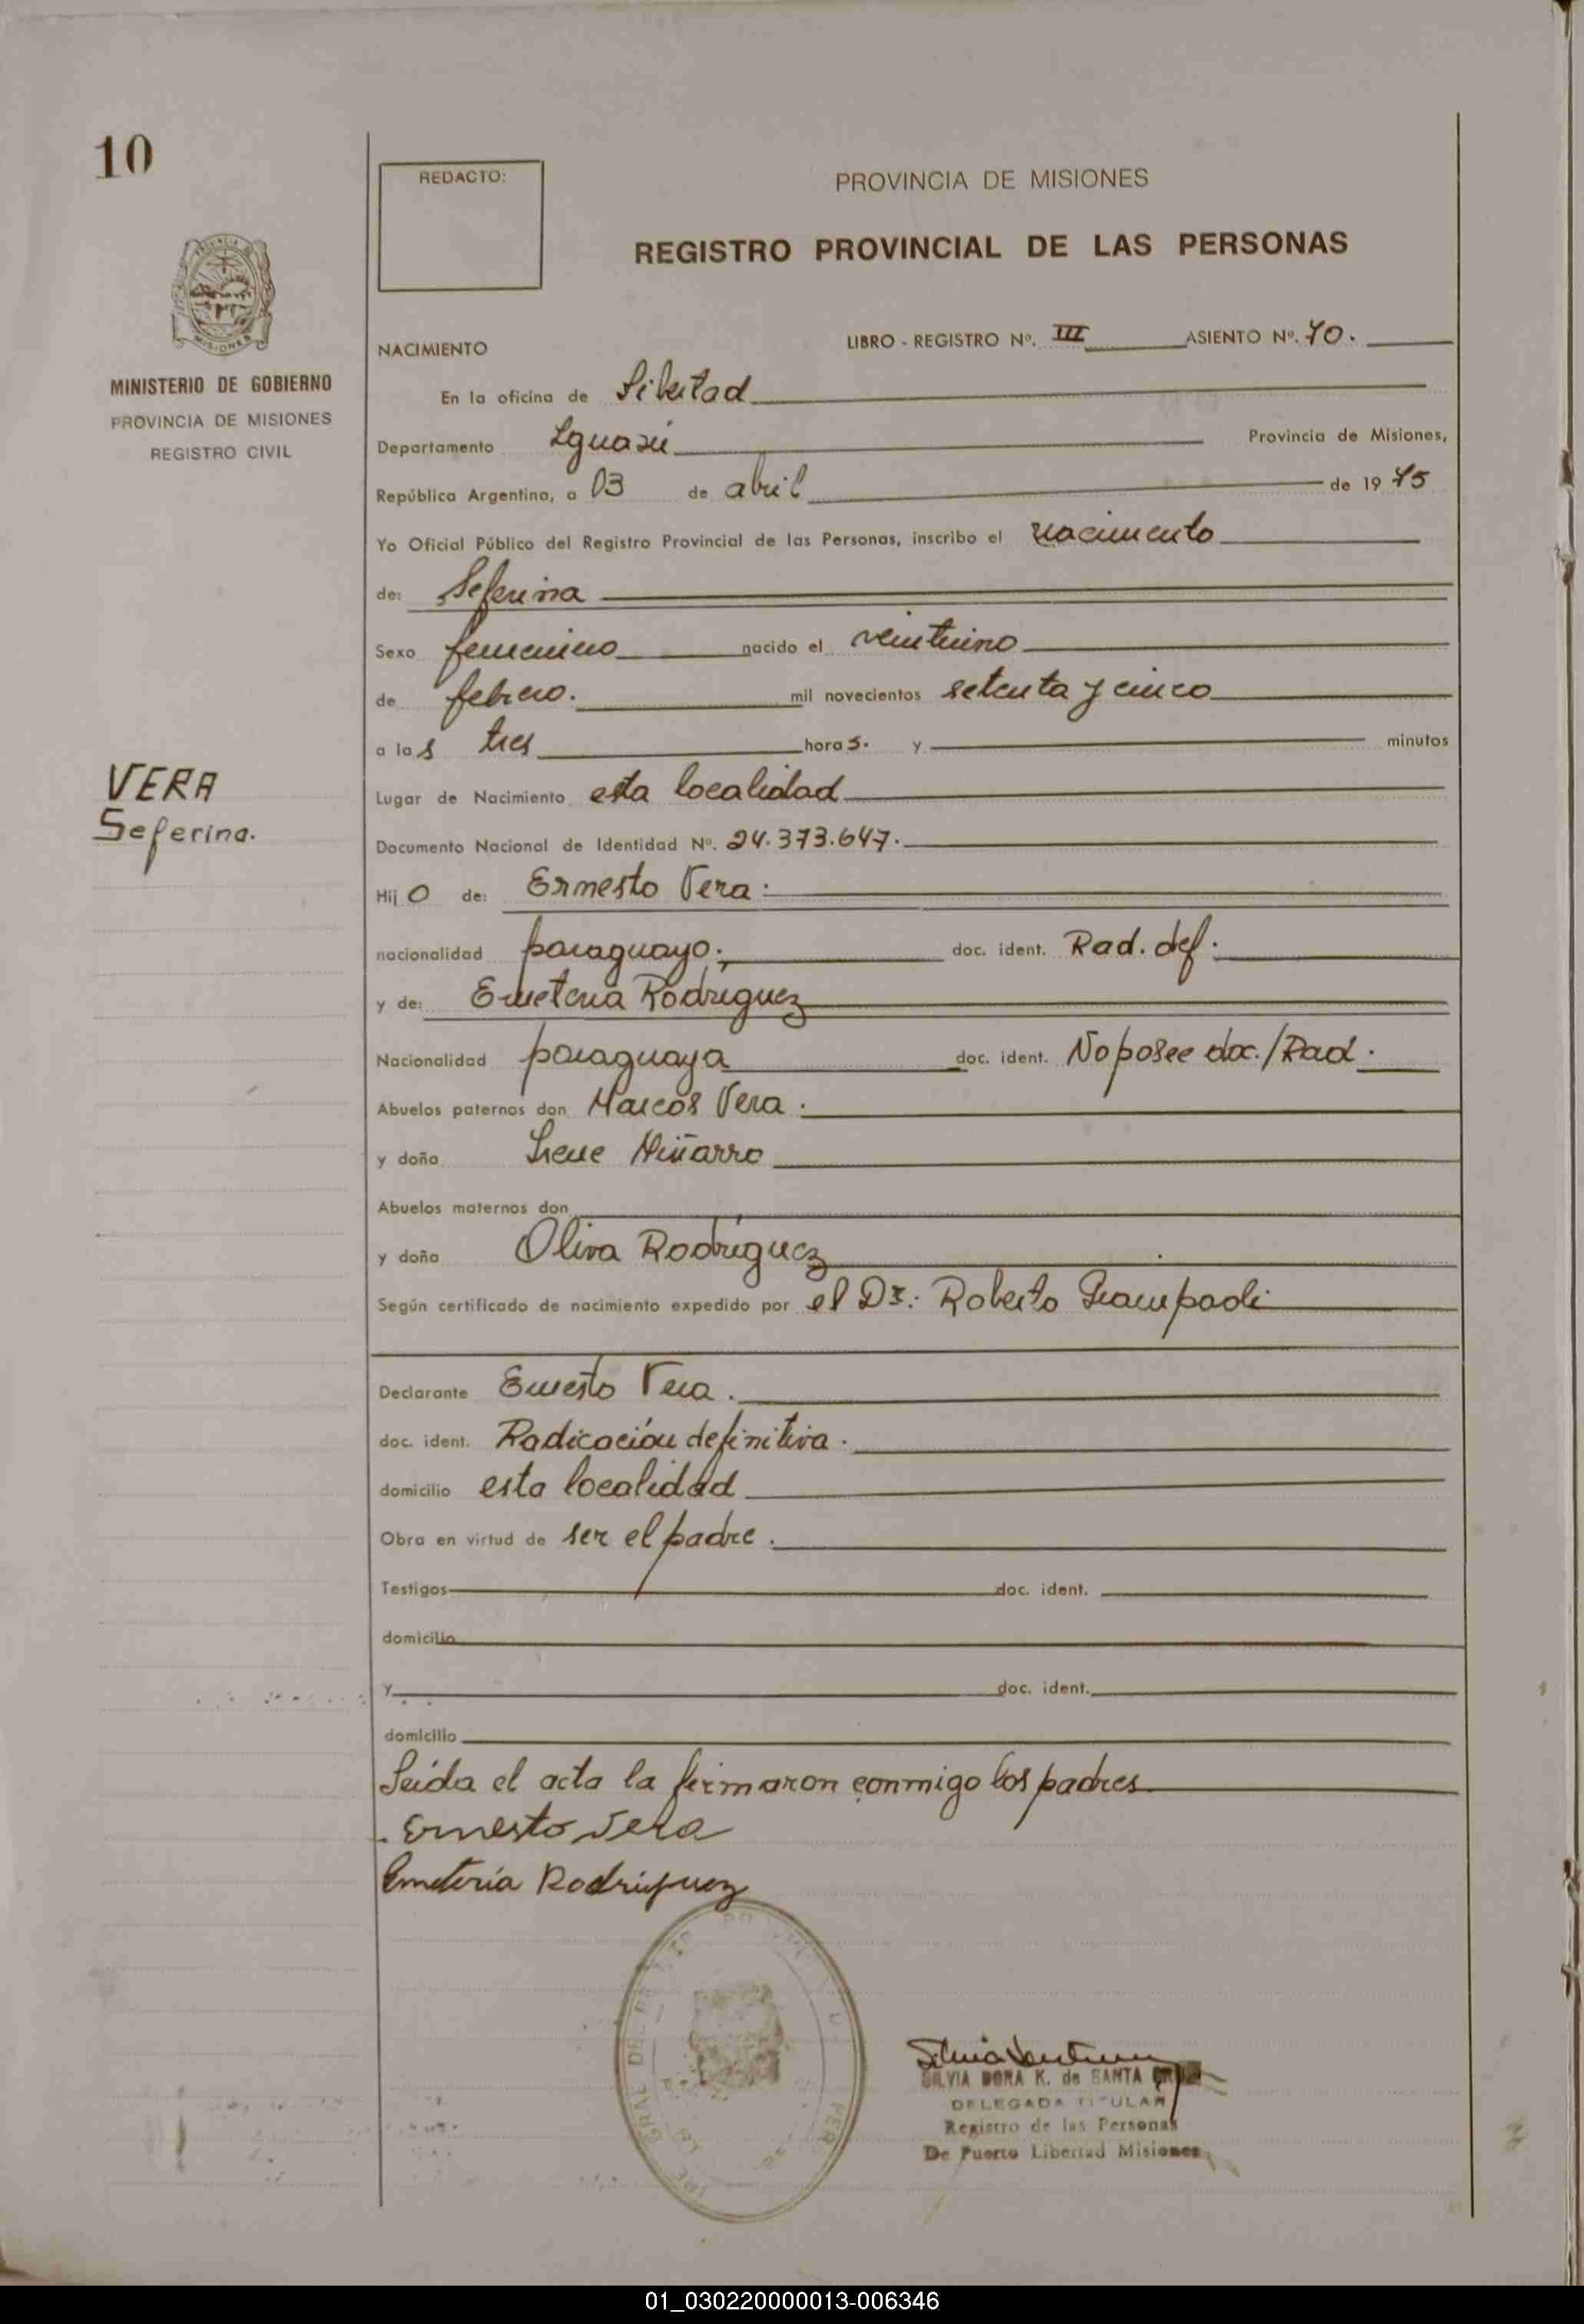 10
REDACTO:
PROVINCIA DE MISIONES
REGISTRO PROVINCIAL DE LAS PERSONAS
MISIONES
MINISTERIO DE GOBIERNO
PROVINCIA DE MISIONES
REGISTRO CIVIL
NACIMIENTO
LIBRO - REGISTRO Nº. III ASIENTO Nº. 70.
En la oficina de Libertad
Departamento Iguazú Provincia de Misiones,
República Argentina, a 03 de abril de 1975
Yo Oficial Público del Registro Provincial de las Personas, inscribo el nacimiento
de: Seferina
Sexo femenino nacido el veintiuno
de febrero. mil novecientos setenta y cinco
a las tres horas. y minutos
VERA
Seferina.
Lugar de Nacimiento esta localidad
Documento Nacional de Identidad Nº. 24.373.647.
Hijo de: Ernesto Vera.
nacionalidad paraguayo. doc. ident. Rad. def.
y de: Emeteria Rodríguez
Nacionalidad paraguaya doc. ident. No posee doc./Rad.
Abuelos paternos don Marcos Vera.
y doña Irene Miñarro
Abuelos maternos don
y doña Oliva Rodríguez
Según certificado de nacimiento expedido por el Dr. Roberto Giampaoli
Declarante Ernesto Vera.
doc. ident. Radicación definitiva.
domicilio esta localidad
Obra en virtud de ser el padre.
Testigos doc. ident.
domicilio
y doc. ident.
domicilio
Leída el acta la firmaron conmigo los padres
Ernesto Vera
Emeteria Rodríguez
SILVIA DORA K. de SANTA CRUZ
DELEGADA TITULAR
Registro de las Personas
De Puerto Libertad Misiones
01_030220000013-006346